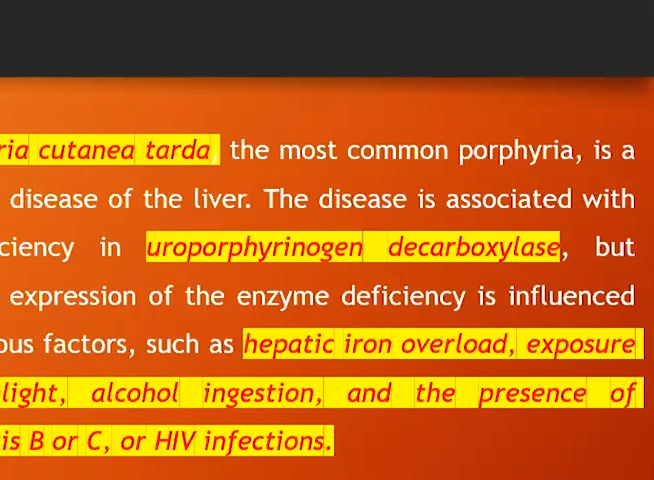 ria cutanea tarda, the most common porphyria, is a
disease of the liver. The disease is associated with
ciency in uroporphyrinogen decarboxylase, but
expression of the enzyme deficiency is influenced
ous factors, such as hepatic iron overload, exposure
light, alcohol ingestion, and the presence of
is B or C, or HIV infections.